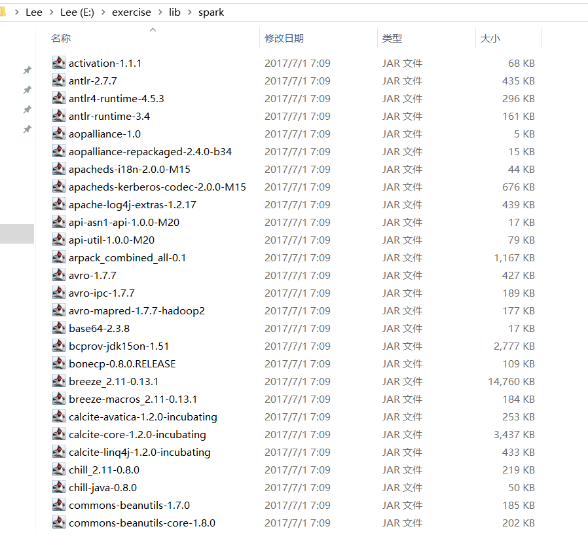 Lee > Lee (E:) > exercise > lib > spark
名称 修改日期 类型 大小
activation-1.1.1 2017/7/1 7:09 JAR 文件 68 KB
antlr-2.7.7 2017/7/1 7:09 JAR 文件 435 KB
antlr4-runtime-4.5.3 2017/7/1 7:09 JAR 文件 296 KB
antlr-runtime-3.4 2017/7/1 7:09 JAR 文件 161 KB
aopalliance-1.0 2017/7/1 7:09 JAR 文件 5 KB
aopalliance-repackaged-2.4.0-b34 2017/7/1 7:09 JAR 文件 15 KB
apacheds-i18n-2.0.0-M15 2017/7/1 7:09 JAR 文件 44 KB
apacheds-kerberos-codec-2.0.0-M15 2017/7/1 7:09 JAR 文件 676 KB
apache-log4j-extras-1.2.17 2017/7/1 7:09 JAR 文件 439 KB
api-asn1-api-1.0.0-M20 2017/7/1 7:09 JAR 文件 17 KB
api-util-1.0.0-M20 2017/7/1 7:09 JAR 文件 79 KB
arpack_combined_all-0.1 2017/7/1 7:09 JAR 文件 1,167 KB
avro-1.7.7 2017/7/1 7:09 JAR 文件 427 KB
avro-ipc-1.7.7 2017/7/1 7:09 JAR 文件 189 KB
avro-mapred-1.7.7-hadoop2 2017/7/1 7:09 JAR 文件 177 KB
base64-2.3.8 2017/7/1 7:09 JAR 文件 17 KB
bcprov-jdk15on-1.51 2017/7/1 7:09 JAR 文件 2,777 KB
bonecp-0.8.0.RELEASE 2017/7/1 7:09 JAR 文件 109 KB
breeze_2.11-0.13.1 2017/7/1 7:09 JAR 文件 14,760 KB
breeze-macros_2.11-0.13.1 2017/7/1 7:09 JAR 文件 184 KB
calcite-avatica-1.2.0-incubating 2017/7/1 7:09 JAR 文件 253 KB
calcite-core-1.2.0-incubating 2017/7/1 7:09 JAR 文件 3,437 KB
calcite-linq4j-1.2.0-incubating 2017/7/1 7:09 JAR 文件 433 KB
chill_2.11-0.8.0 2017/7/1 7:09 JAR 文件 219 KB
chill-java-0.8.0 2017/7/1 7:09 JAR 文件 50 KB
commons-beanutils-1.7.0 2017/7/1 7:09 JAR 文件 185 KB
commons-beanutils-core-1.8.0 2017/7/1 7:09 JAR 文件 202 KB